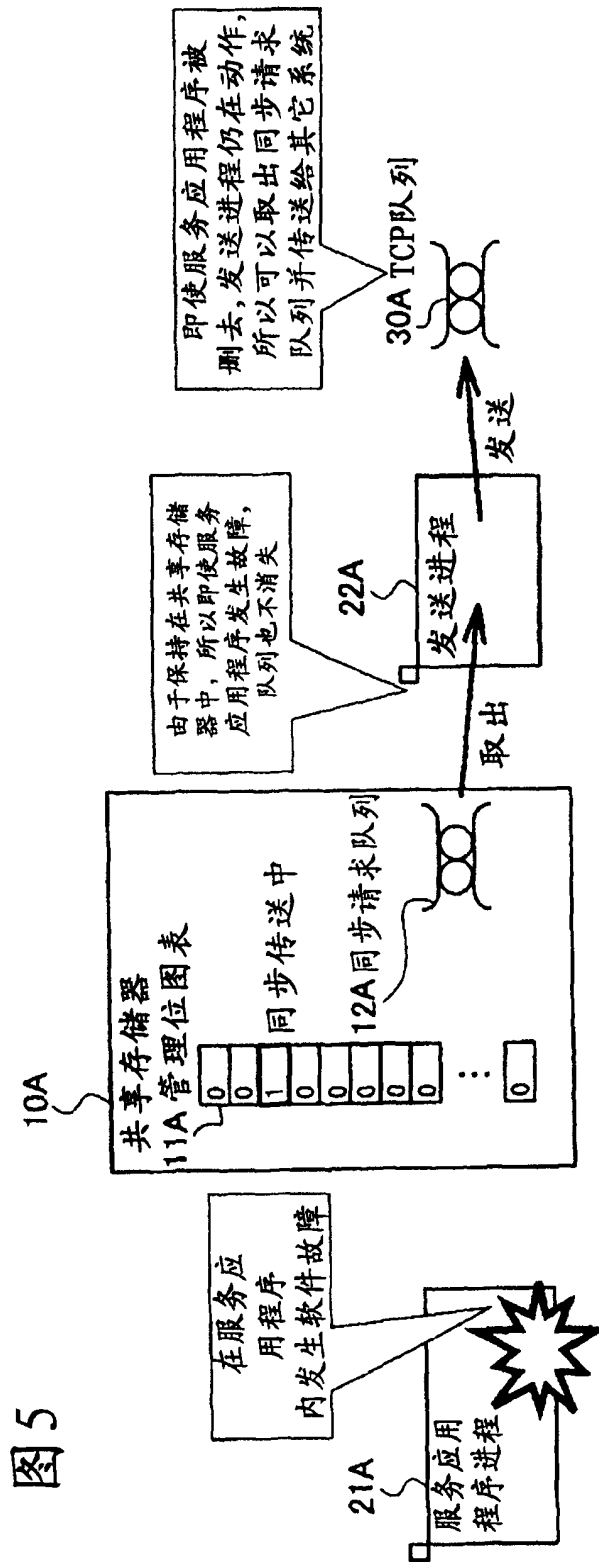 图5
21A
服务应用
程序进程
在服务应
用程序
内发生软件故障
10A
共享存储器
11A 管理位图表
0
0
1
0
0
0
0
0
⋮
0
同步传送中
12A 同步请求队列
取出
由于保持在共享存储
器中，所以即使服务
应用程序发生故障，
队列也不消失
22A
发送进程
发送
即使服务应用程序被
删去，发送进程仍在动作，
所以可以取出同步请求
队列并传送给其它系统
30A TCP队列